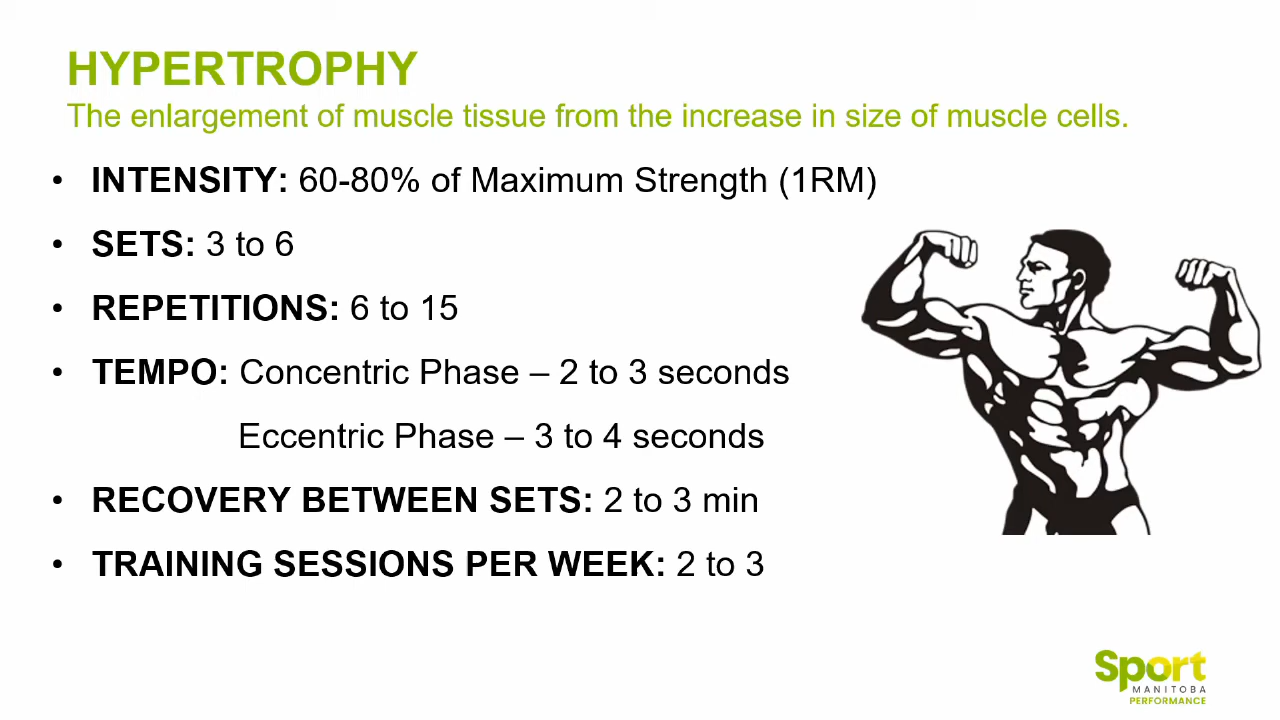 HYPERTROPHY
The enlargement of muscle tissue from the increase in size of muscle cells.
• INTENSITY: 60-80% of Maximum Strength (1RM)
• SETS: 3 to 6
• REPETITIONS: 6 to 15
• TEMPO: Concentric Phase – 2 to 3 seconds
Eccentric Phase – 3 to 4 seconds
• RECOVERY BETWEEN SETS: 2 to 3 min
• TRAINING SESSIONS PER WEEK: 2 to 3
Sport
MANITOBA
PERFORMANCE